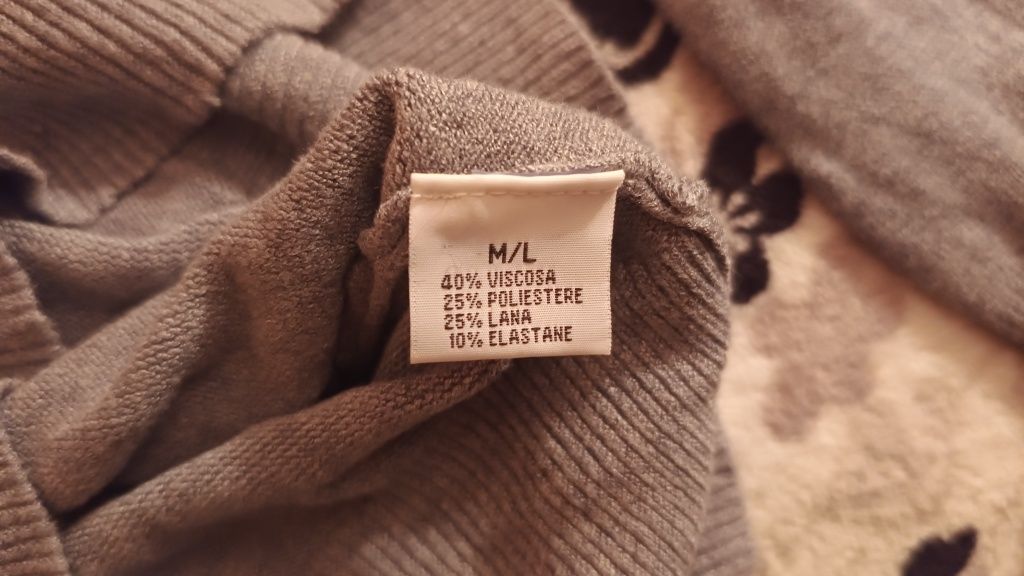 M/L
40% VISCOSA
25% POLIESTERE
25% LANA
10% ELASTANE